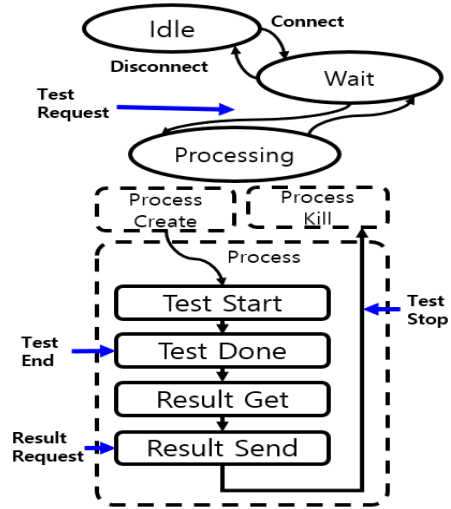 Idle
Connect
Disconnect
Wait
Test
Request
Processing
Process
Create
Process
Kill
Process
Test Start
Test
Stop
Test
End
Test Done
Result Get
Result
Request
Result Send